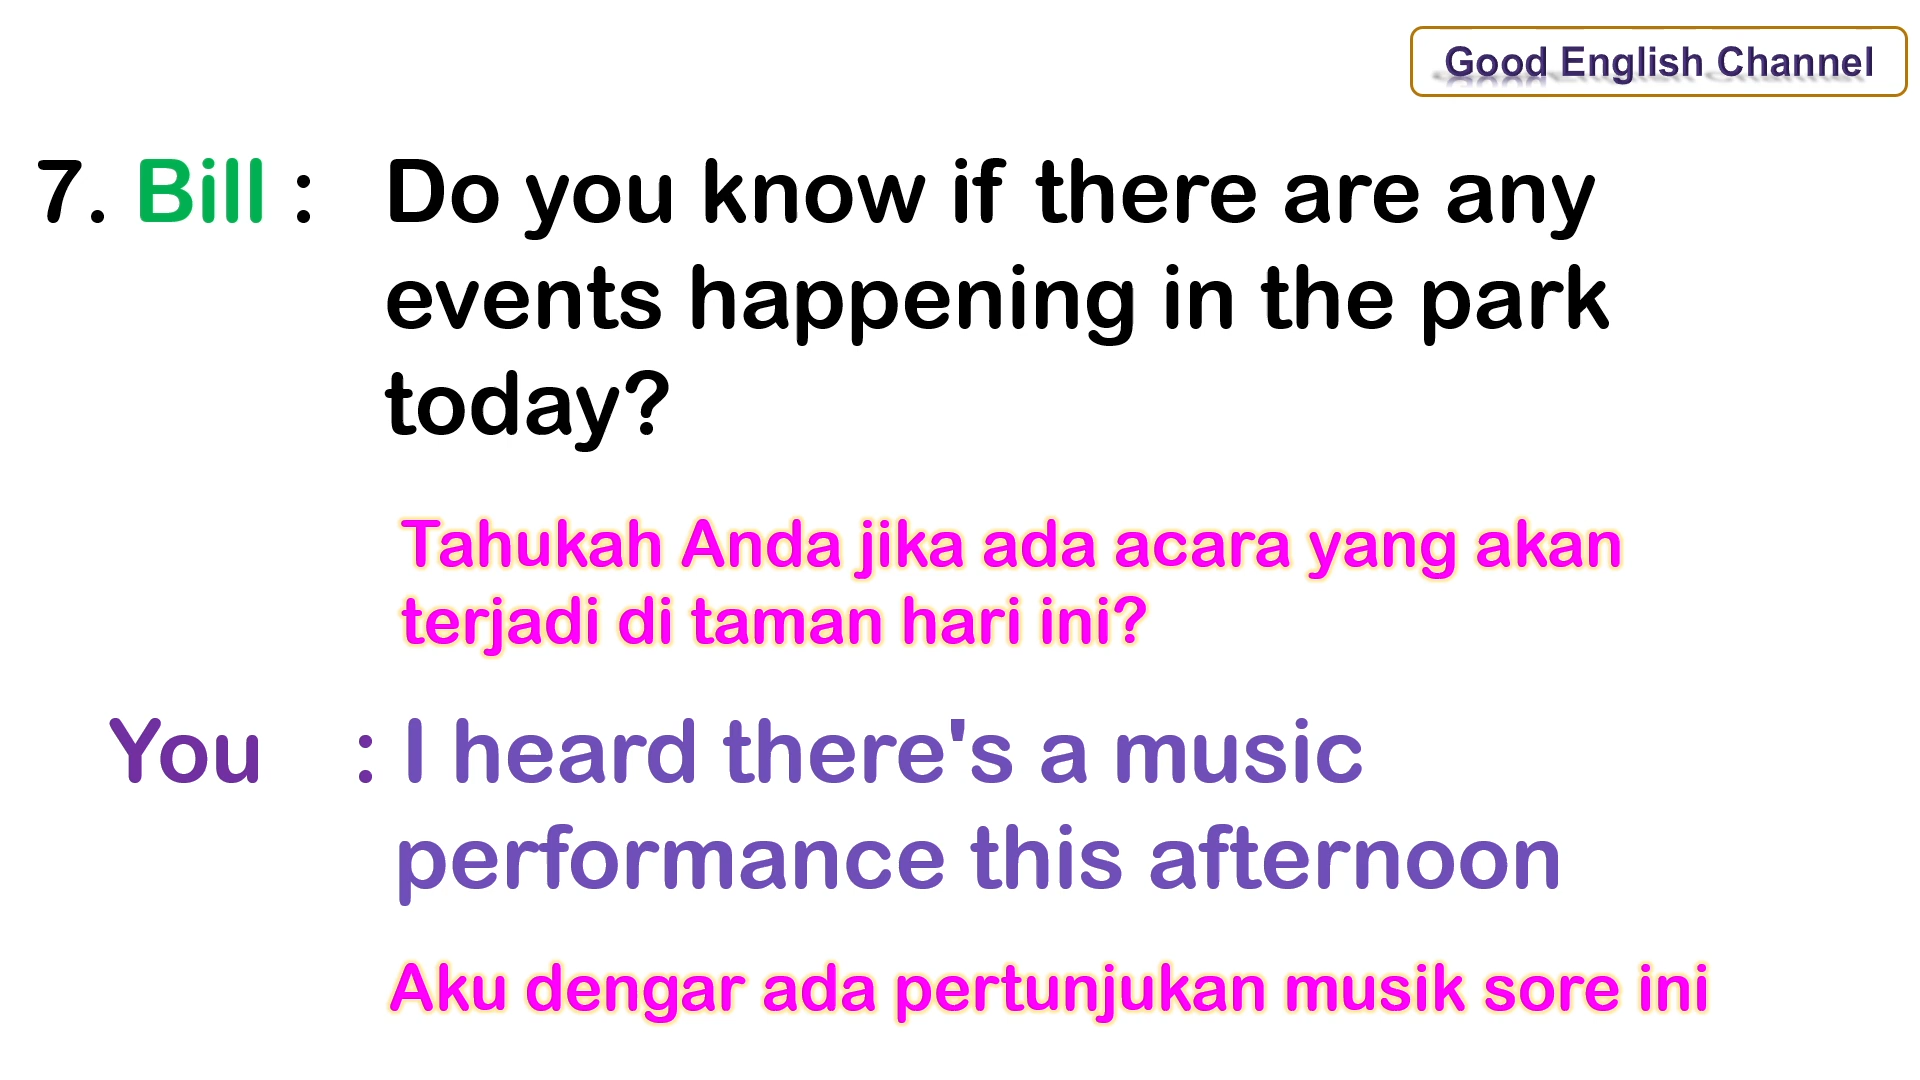 Good English Channel
7. Bill : Do you know if there are any
events happening in the park
today?
Tahukah Anda jika ada acara yang akan
terjadi di taman hari ini?
You : I heard there's a music
performance this afternoon
Aku dengar ada pertunjukan musik sore ini